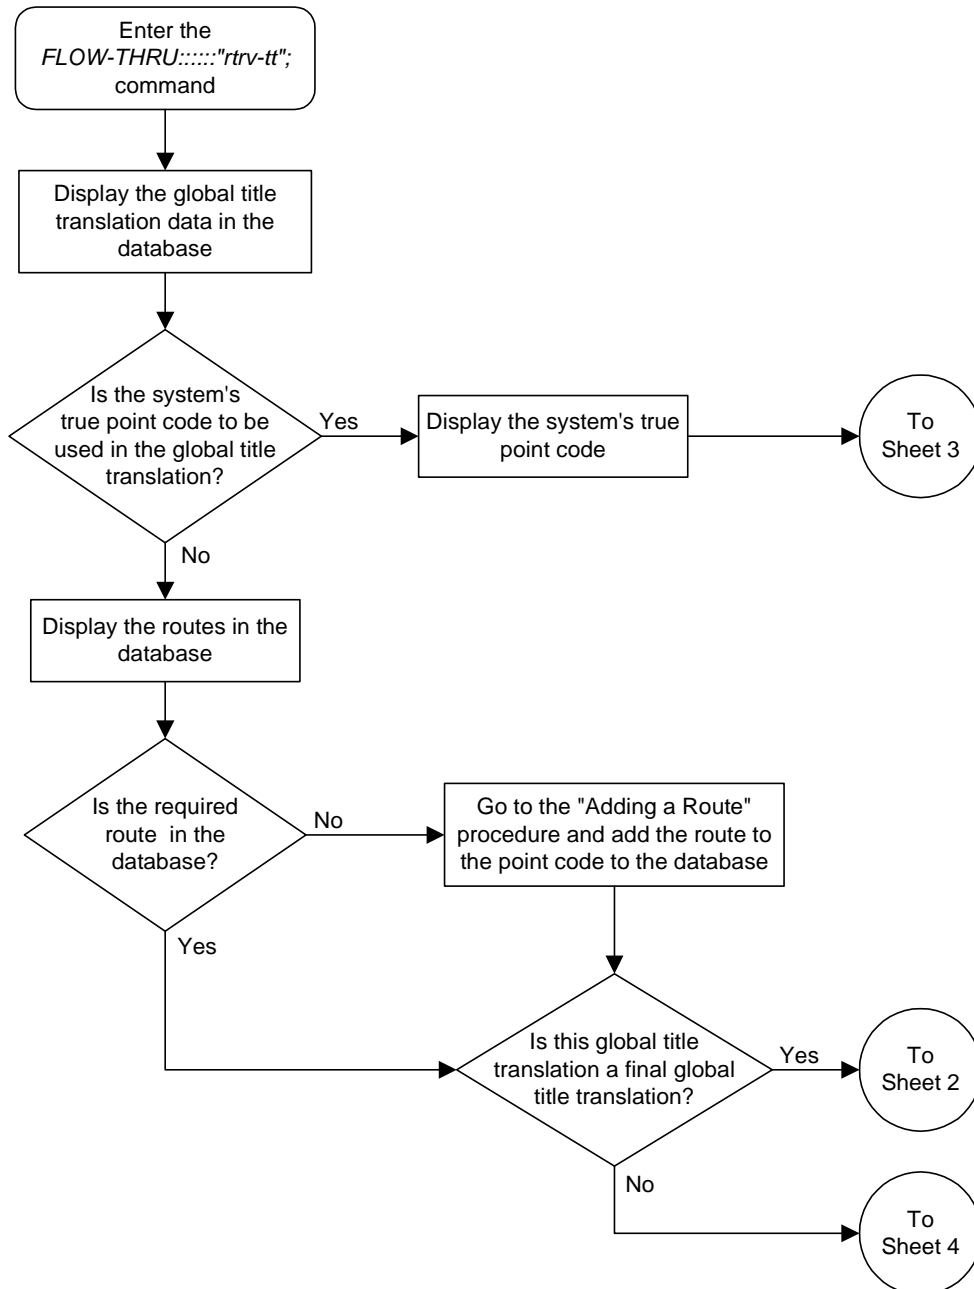 Enter the
FLOW-THRU::::::"rtrv-tt";
command
Display the global title
translation data in the
database
Is the system's
true point code to be
used in the global title
translation?
Yes
Display the system's true
point code
To
Sheet 3
No
Display the routes in the
database
Is the required
route  in the
database?
No
Go to the "Adding a Route"
procedure and add the route to
the point code to the database
Yes
Is this global title
translation a final global
title translation?
Yes
To
Sheet 2
No
To
Sheet 4